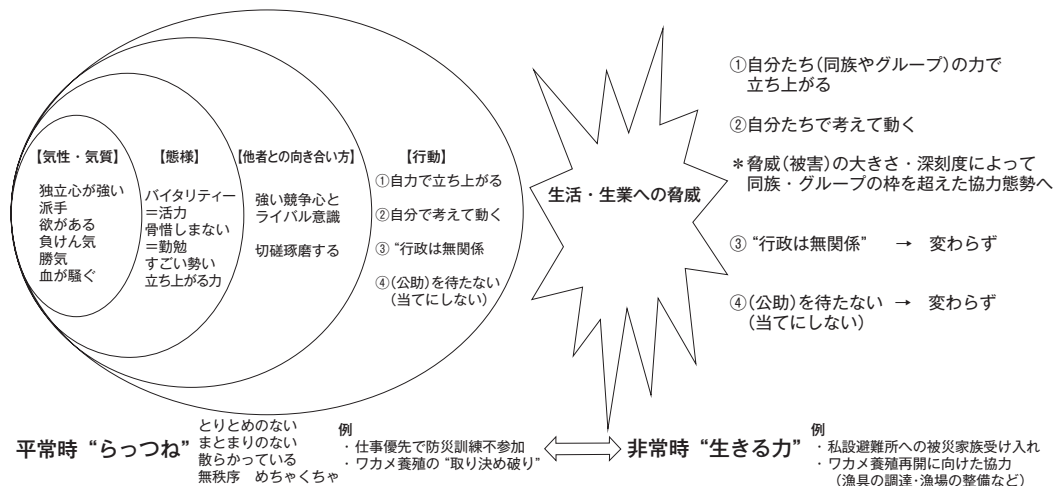 【気性・気質】
独立心が強い
派手
欲がある
負けん気
勝気
血が騒ぐ
【態様】
バイタリティー
＝活力
骨惜しまない
＝勤勉
すごい勢い
立ち上がる力
【他者との向き合い方】
強い競争心と
ライバル意識
切磋琢磨する
【行動】
①自力で立ち上がる
②自分で考えて動く
③ “行政は無関係”
④（公助）を待たない
（当てにしない）
生活・生業への脅威
①自分たち（同族やグループ）の力で
立ち上がる
②自分たちで考えて動く
＊脅威（被害）の大きさ・深刻度によって
同族・グループの枠を超えた協力態勢へ
③ “行政は無関係” → 変わらず
④（公助）を待たない → 変わらず
（当てにしない）
平常時 “らっつね”
とりとめのない
まとまりのない
散らかっている
無秩序 めちゃくちゃ
例
・仕事優先で防災訓練不参加
・ワカメ養殖の “取り決め破り”
非常時 “生きる力”
例
・私設避難所への被災家族受け入れ
・ワカメ養殖再開に向けた協力
（漁具の調達・漁場の整備など）